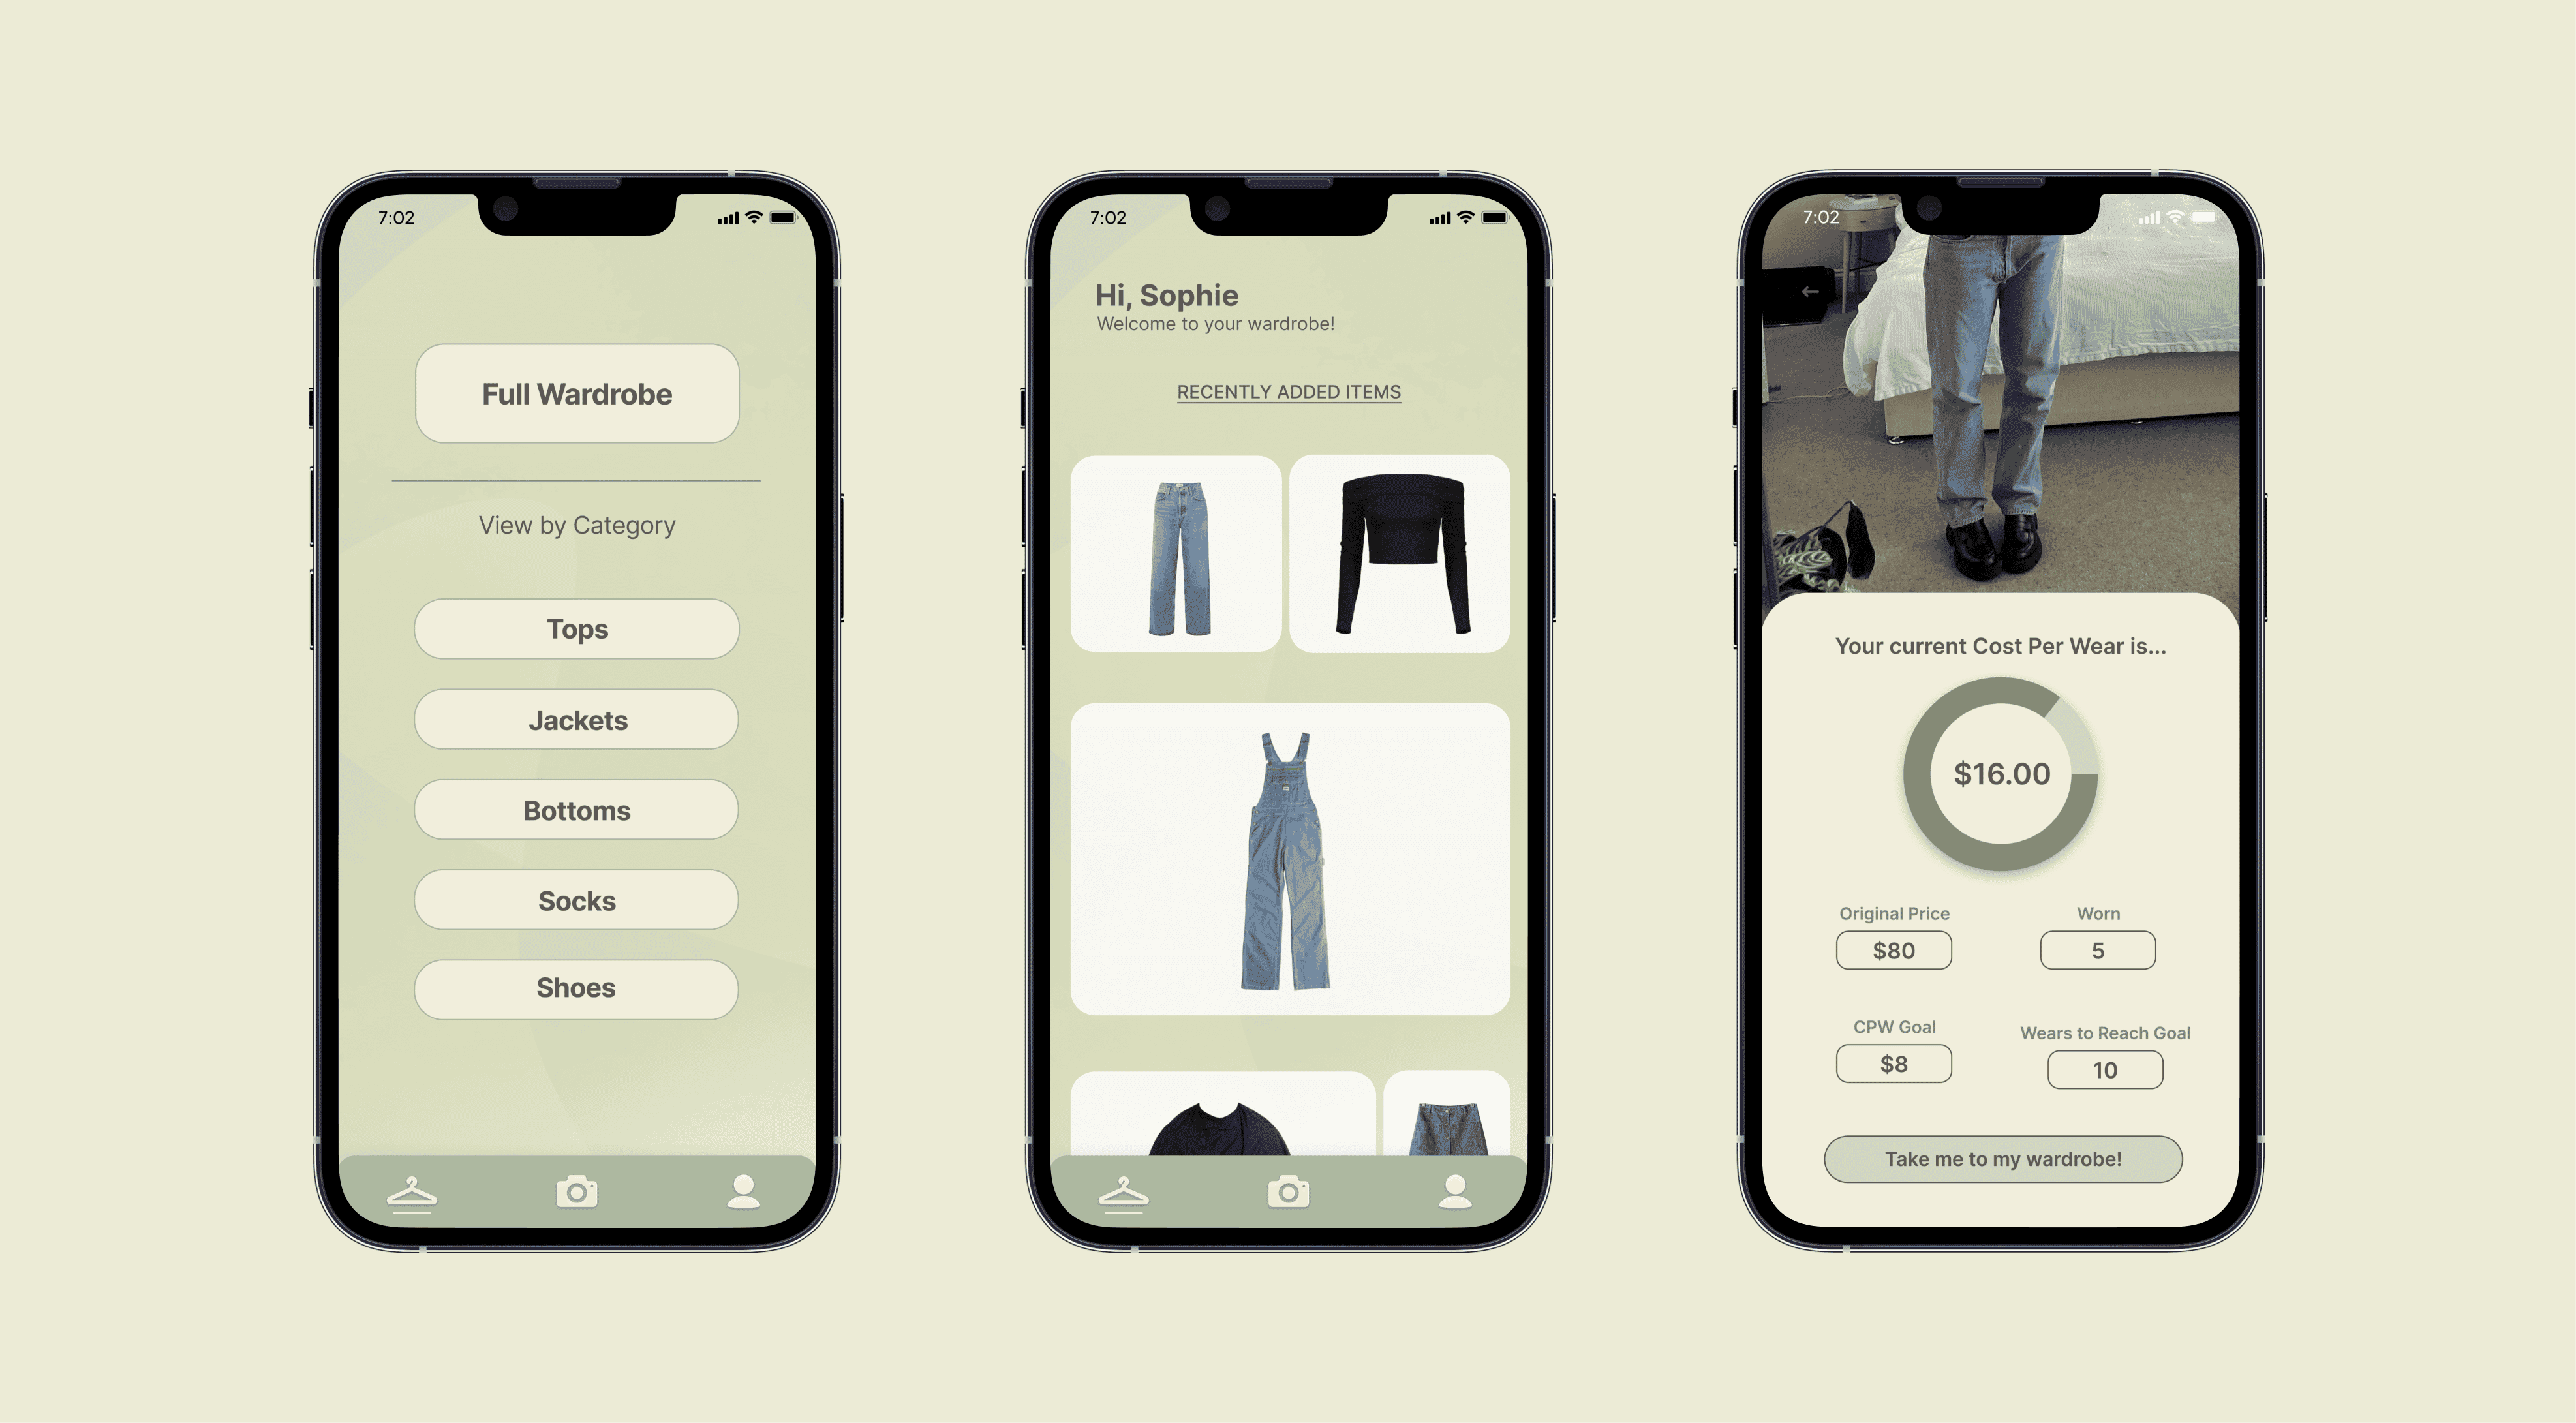 7:02
Full Wardrobe
View by Category
Tops
Jackets
Bottoms
Socks
Shoes
7:02
Hi, Sophie
Welcome to your wardrobe!
RECENTLY ADDED ITEMS
7:02
Your current Cost Per Wear is...
$16.00
Original Price
Worn
$80
5
CPW Goal
Wears to Reach Goal
$8
10
Take me to my wardrobe!